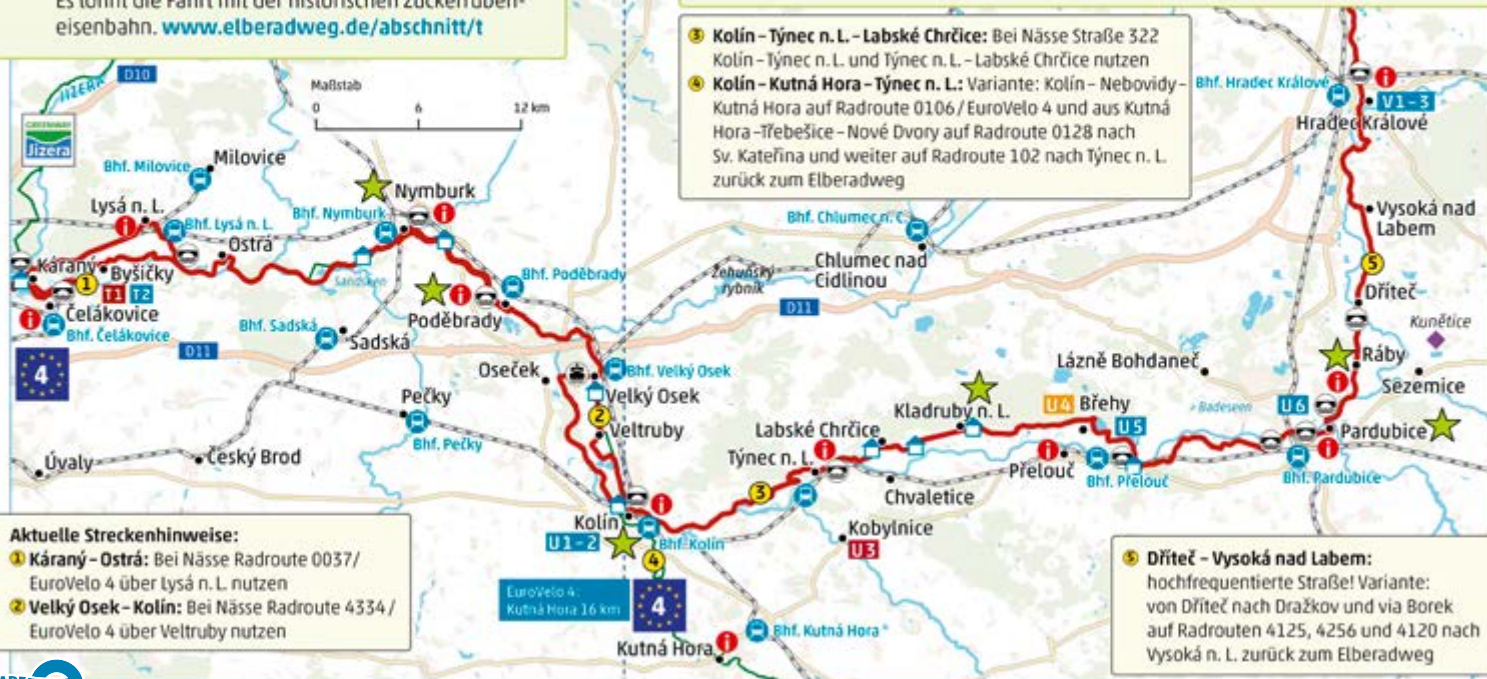 Es lohnt die Fahrt mit der historischen Zuckerrüben-
eisenbahn. www.elberadweg.de/abschnitt/t
③ Kolín – Týnec n. L. – Labské Chrčice: Bei Nässe Straße 322
Kolín – Týnec n. L. und Týnec n. L. – Labské Chrčice nutzen
④ Kolín – Kutná Hora – Týnec n. L.: Variante: Kolín – Nebovidy –
Kutná Hora auf Radroute 0106 / EuroVelo 4 und aus Kutná
Hora – Třebešice – Nové Dvory auf Radroute 0128 nach
Sv. Kateřina und weiter auf Radroute 102 nach Týnec n. L.
zurück zum Elberadweg
D10
JIZERA
GREENWAY
Jizera
Maßstab
0 6 12 km
Bhf. Hradec Králové
V1-3
Hradec Králové
Milovice
Bhf. Milovice
Nymburk
Bhf. Nymburk
Lysá n. L.
Bhf. Lysá n. L.
Ostrá
Káraný
Byšičky
1
T1 T2
Čelákovice
Bhf. Čelákovice
4
Sandseen
Bhf. Poděbrady
Poděbrady
Bhf. Sadská
Sadská
D11
Bhf. Chlumec n. C.
Chlumec nad
Cidlinou
Žehuňský
rybník
D11
Vysoká nad
Labem
5
Dříteč
Kunětice
Ráby
Sezemice
Lázně Bohdaneč
Badeseen
U6
Pardubice
Bhf. Pardubice
Oseček
Bhf. Velký Osek
Velký Osek
2
Veltruby
Pečky
Bhf. Pečky
Český Brod
Úvaly
Kladruby n. L.
U4 Břehy
U5
Labské Chrčice
Týnec n. L.
Přelouč
Bhf. Přelouč
Chvaletice
3
Kobylnice
U3
Kolín
U1-2
Bhf. Kolín
4
EuroVelo 4:
Kutná Hora 16 km
4
Bhf. Kutná Hora
Kutná Hora
Aktuelle Streckenhinweise:
① Káraný – Ostrá: Bei Nässe Radroute 0037/
EuroVelo 4 über Lysá n. L. nutzen
② Velký Osek – Kolín: Bei Nässe Radroute 4334 /
EuroVelo 4 über Veltruby nutzen
⑤ Dříteč – Vysoká nad Labem:
hochfrequentierte Straße! Variante:
von Dříteč nach Dražkov und via Borek
auf Radrouten 4125, 4256 und 4120 nach
Vysoká n. L. zurück zum Elberadweg